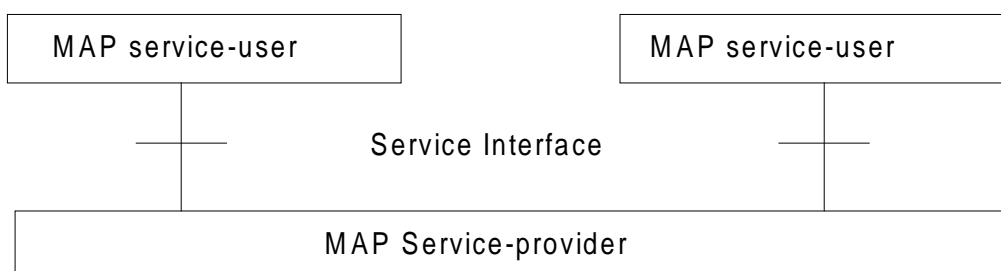 MAP service-user
MAP service-user
Service Interface
MAP Service-provider